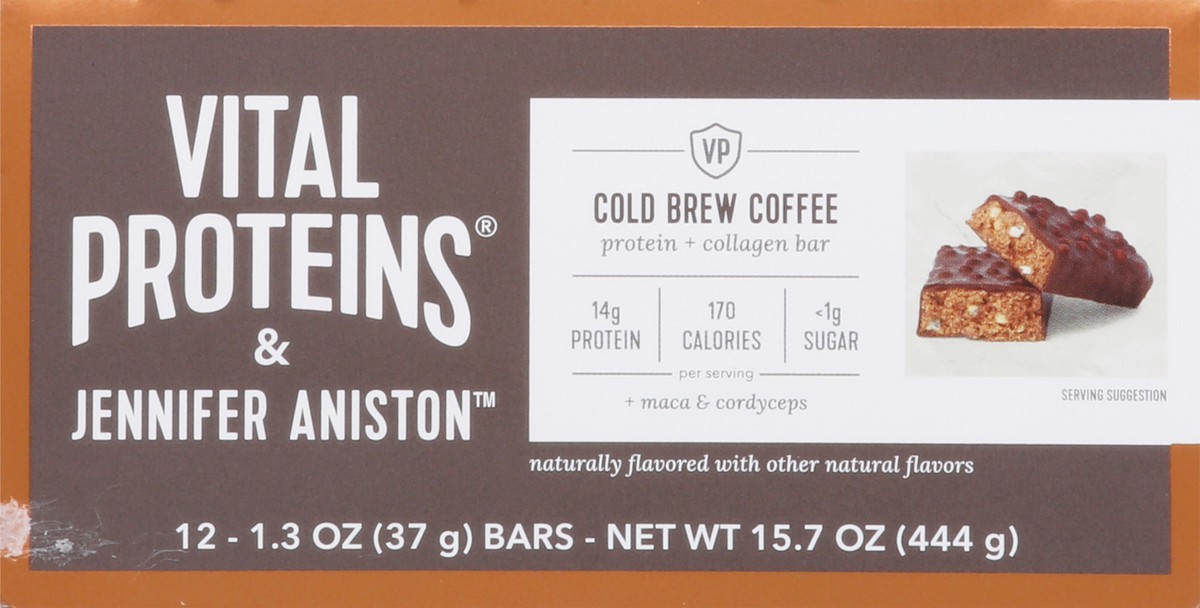 VITAL
PROTEINS®
&
JENNIFER ANISTON™
VP
COLD BREW COFFEE
protein + collagen bar
14g
PROTEIN
170
CALORIES
<1g
SUGAR
per serving
+ maca & cordyceps
SERVING SUGGESTION
naturally flavored with other natural flavors
12 - 1.3 OZ (37 g) BARS - NET WT 15.7 OZ (444 g)